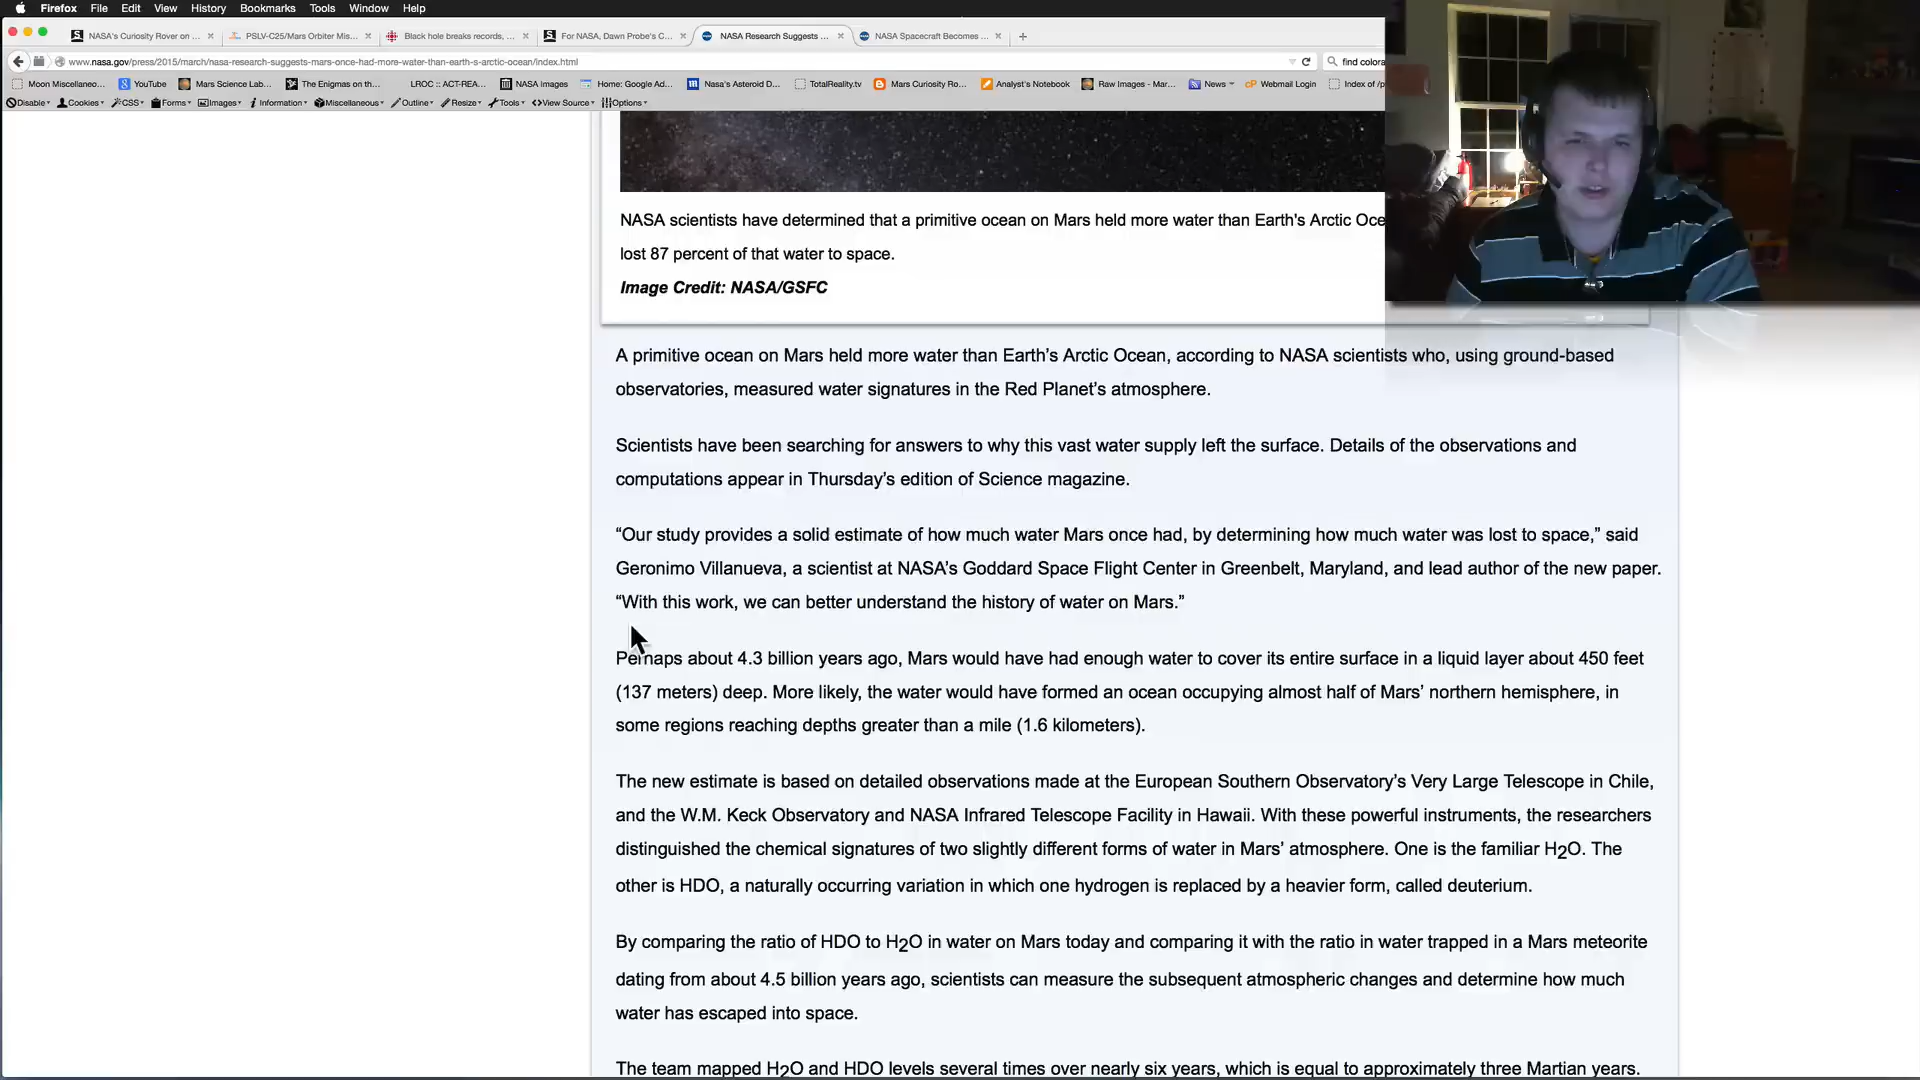 Firefox File Edit View History Bookmarks Tools Window Help
NASA's Curiosity Rover on ... PSLV-C25/Mars Orbiter Mis... Black hole breaks records, ... For NASA, Dawn Probe's C... NASA Research Suggests ... NASA Spacecraft Becomes ...
www.nasa.gov/press/2015/march/nasa-research-suggests-mars-once-had-more-water-than-earth-s-arctic-ocean/index.html find colora
Moon Miscellaneo... YouTube Mars Science Lab... The Enigmas on th... LROC :: ACT-REA... NASA images Home: Google Ad... Nasa's Asteroid D... TotalReality.tv Mars Curiosity Ro... Analyst's Notebook Raw Images - Mar... News Webmail Login Index of /p
Disable Cookies CSS Forms Images Information Miscellaneous Outline Resize Tools View Source Options
NASA scientists have determined that a primitive ocean on Mars held more water than Earth's Arctic Oce
lost 87 percent of that water to space.
Image Credit: NASA/GSFC
A primitive ocean on Mars held more water than Earth’s Arctic Ocean, according to NASA scientists who, using ground-based
observatories, measured water signatures in the Red Planet’s atmosphere.
Scientists have been searching for answers to why this vast water supply left the surface. Details of the observations and
computations appear in Thursday’s edition of Science magazine.
“Our study provides a solid estimate of how much water Mars once had, by determining how much water was lost to space,” said
Geronimo Villanueva, a scientist at NASA’s Goddard Space Flight Center in Greenbelt, Maryland, and lead author of the new paper.
“With this work, we can better understand the history of water on Mars.”
Perhaps about 4.3 billion years ago, Mars would have had enough water to cover its entire surface in a liquid layer about 450 feet
(137 meters) deep. More likely, the water would have formed an ocean occupying almost half of Mars’ northern hemisphere, in
some regions reaching depths greater than a mile (1.6 kilometers).
The new estimate is based on detailed observations made at the European Southern Observatory’s Very Large Telescope in Chile,
and the W.M. Keck Observatory and NASA Infrared Telescope Facility in Hawaii. With these powerful instruments, the researchers
distinguished the chemical signatures of two slightly different forms of water in Mars’ atmosphere. One is the familiar H2O. The
other is HDO, a naturally occurring variation in which one hydrogen is replaced by a heavier form, called deuterium.
By comparing the ratio of HDO to H2O in water on Mars today and comparing it with the ratio in water trapped in a Mars meteorite
dating from about 4.5 billion years ago, scientists can measure the subsequent atmospheric changes and determine how much
water has escaped into space.
The team mapped H2O and HDO levels several times over nearly six years, which is equal to approximately three Martian years.